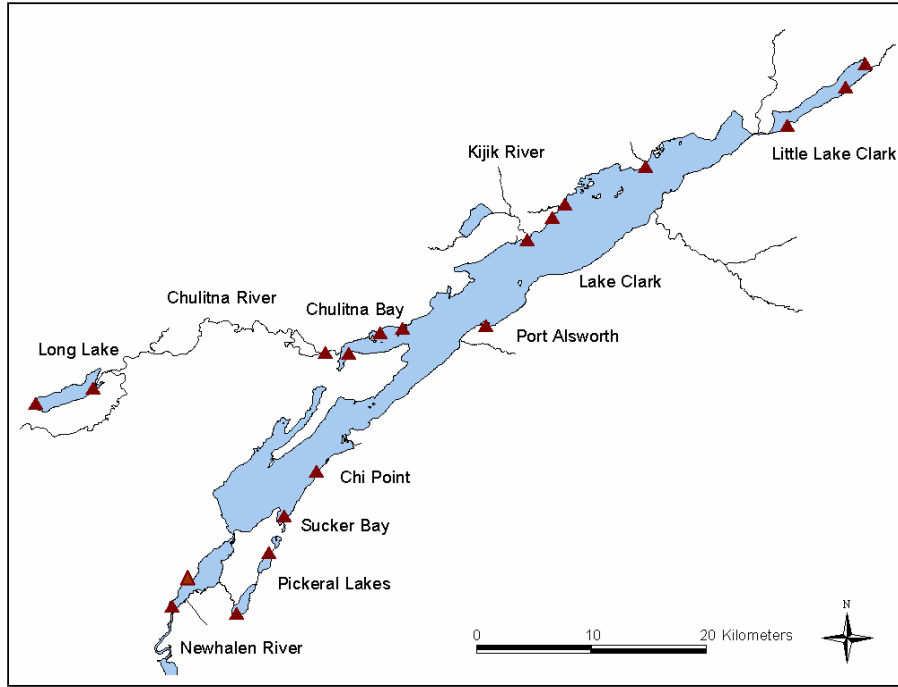 Kijik River
Little Lake Clark
Lake Clark
Chulitna River
Chulitna Bay
Port Alsworth
Long Lake
Chi Point
Sucker Bay
Pickeral Lakes
Newhalen River
N
0 10 20 Kilometers